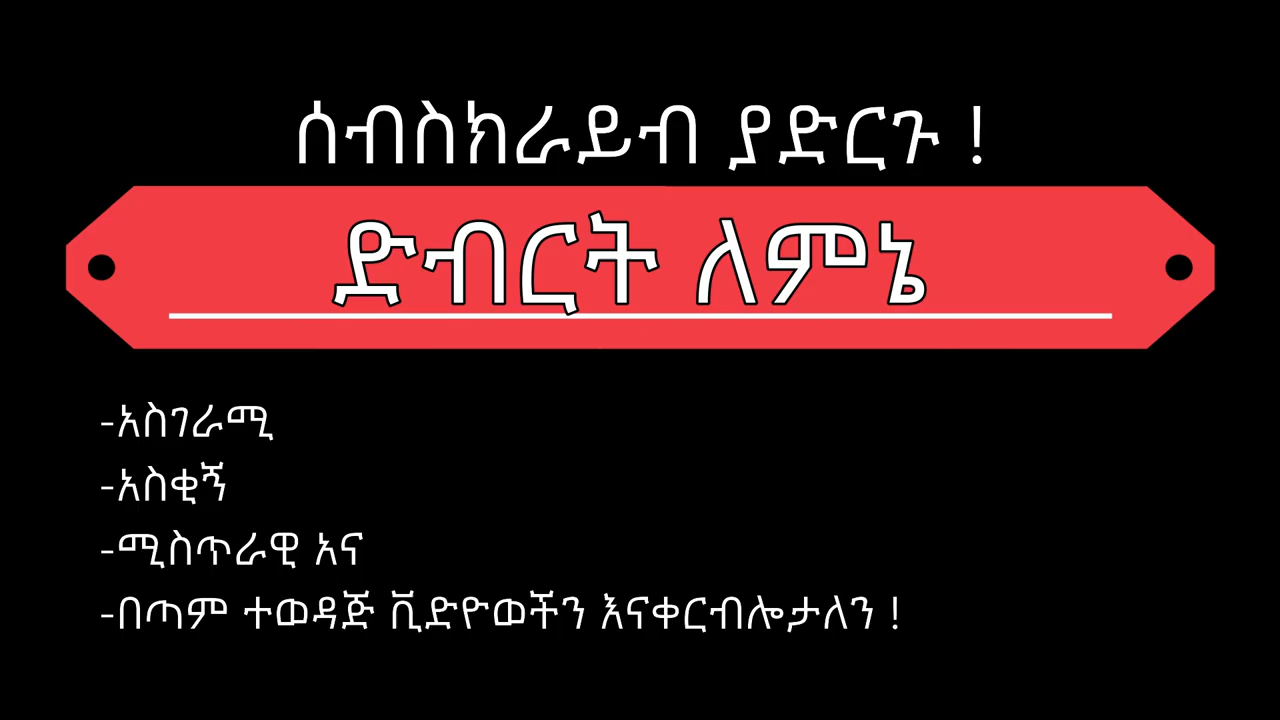 ሰብስክራይብ ያድርጉ !
ድብርት ለምኔ
-አስገራሚ
-አስቂኝ
-ሚስጥራዊ አና
-በጣም ተወዳጅ ቪድዮወችን እናቀርብሎታለን !